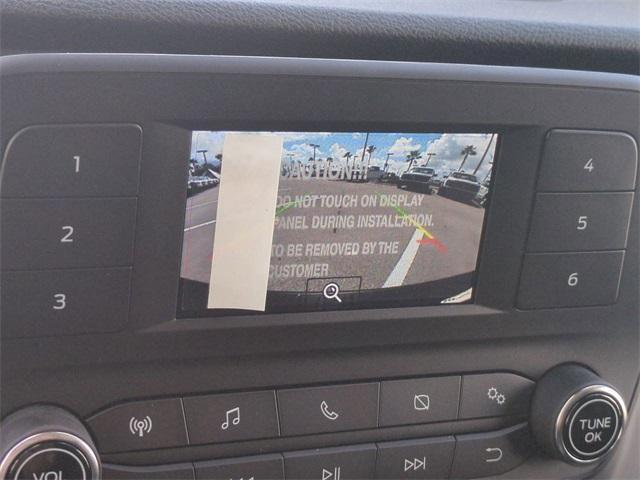 1
2
3
4
5
6
CAUTION!!!
DO NOT TOUCH ON DISPLAY
PANEL DURING INSTALLATION.
TO BE REMOVED BY THE
CUSTOMER
VOL
TUNE
OK